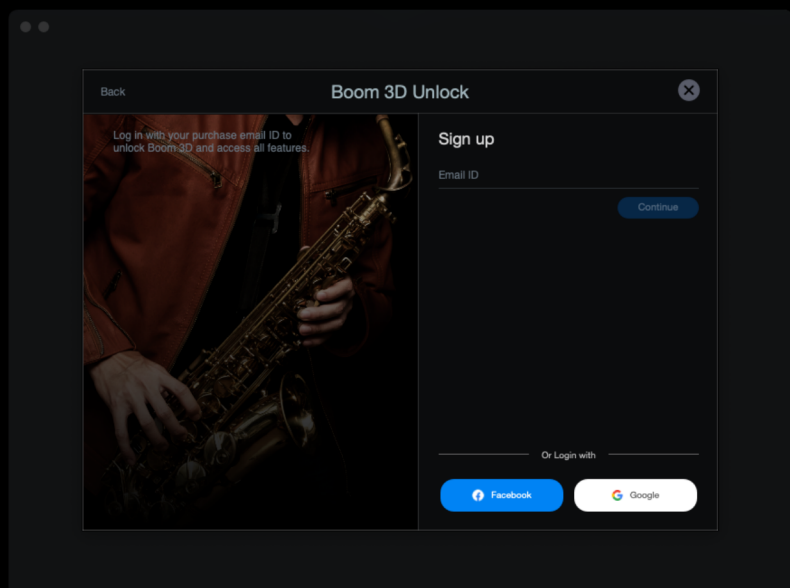 Back
Boom 3D Unlock
Log in with your purchase email ID to
unlock Boom 3D and access all features.
Sign up
Email ID
Continue
Or Login with
Facebook
Google